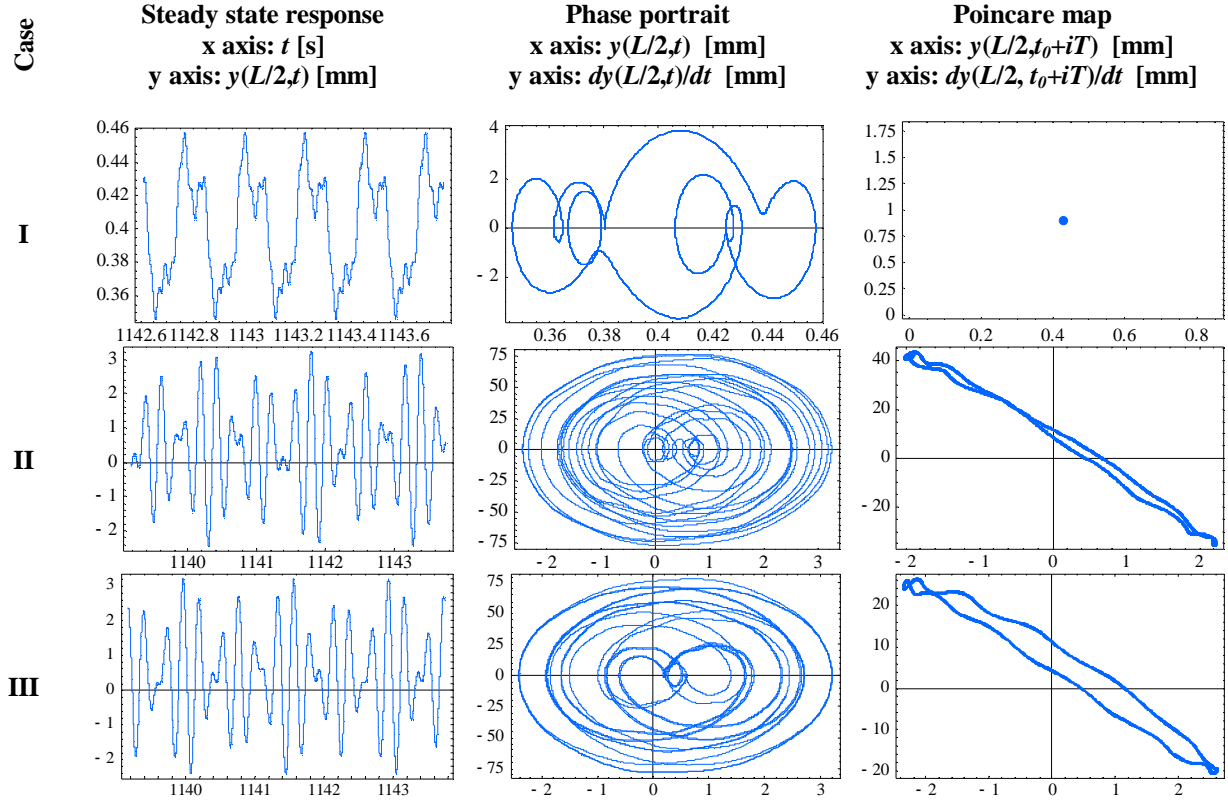 Case
Steady state response
x axis: t [s]
y axis: y(L/2,t) [mm]
Phase portrait
x axis: y(L/2,t) [mm]
y axis: dy(L/2,t)/dt [mm]
Poincare map
x axis: y(L/2,t0+iT) [mm]
y axis: dy(L/2, t0+iT)/dt [mm]
I
0.46
0.44
0.42
0.4
0.38
0.36
1142.6 1142.8 1143 1143.2 1143.4 1143.6
4
2
0
- 2
0.36 0.38 0.4 0.42 0.44 0.46
1.75
1.5
1.25
1
0.75
0.5
0.25
0
0 0.2 0.4 0.6 0.8
II
3
2
1
0
- 1
- 2
1140 1141 1142 1143
75
50
25
0
- 25
- 50
- 75
- 2 - 1 0 1 2 3
40
20
0
- 20
- 2 - 1 0 1 2
III
3
2
1
0
- 1
- 2
1140 1141 1142 1143
75
50
25
0
- 25
- 50
- 75
- 2 - 1 0 1 2 3
20
10
0
- 10
- 20
- 2 - 1 0 1 2